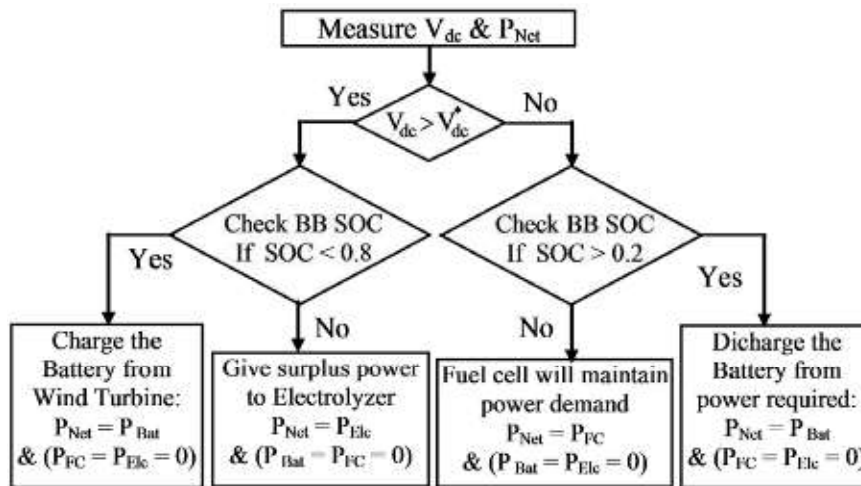 Measure V_dc & P_Net
Yes
No
V_dc > V*_dc
Check BB SOC
If SOC < 0.8
Check BB SOC
If SOC > 0.2
Yes
No
No
Yes
Charge the
Battery from
Wind Turbine:
P_Net = P_Bat
& (P_FC = P_Elc = 0)
Give surplus power
to Electrolyzer
P_Net = P_Elc
& (P_Bat = P_FC = 0)
Fuel cell will maintain
power demand
P_Net = P_FC
& (P_Bat = P_Elc = 0)
Dicharge the
Battery from
power required:
P_Net = P_Bat
& (P_FC = P_Elc = 0)